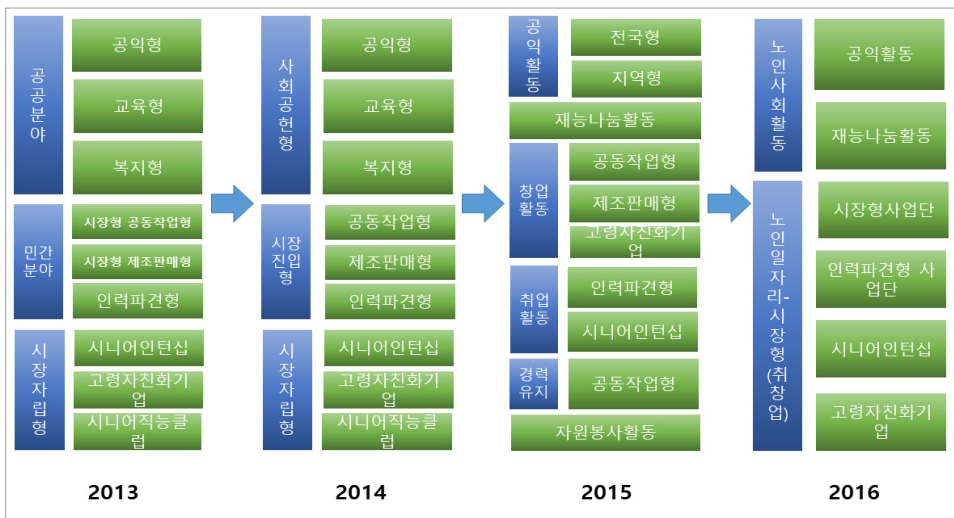 공공분야
공익형
교육형
복지형
민간
분야
시장형 공동작업형
시장형 제조판매형
인력파견형
시장자립형
시니어인턴십
고령자친화기
업
시니어직능클
럽
2013
사회공헌형
공익형
교육형
복지형
시장
진입
형
공동작업형
제조판매형
인력파견형
시장자립형
시니어인턴십
고령자친화기
업
시니어직능클
럽
2014
공익활동
전국형
지역형
재능나눔활동
창업
활동
공동작업형
제조판매형
고령자친화기
업
취업
활동
인력파견형
시니어인턴십
경력
유지
공동작업형
자원봉사활동
2015
노인사회활동
공익활동
재능나눔활동
노인일자리-시장형(취창업)
시장형사업단
인력파견형 사
업단
시니어인턴십
고령자친화기
업
2016